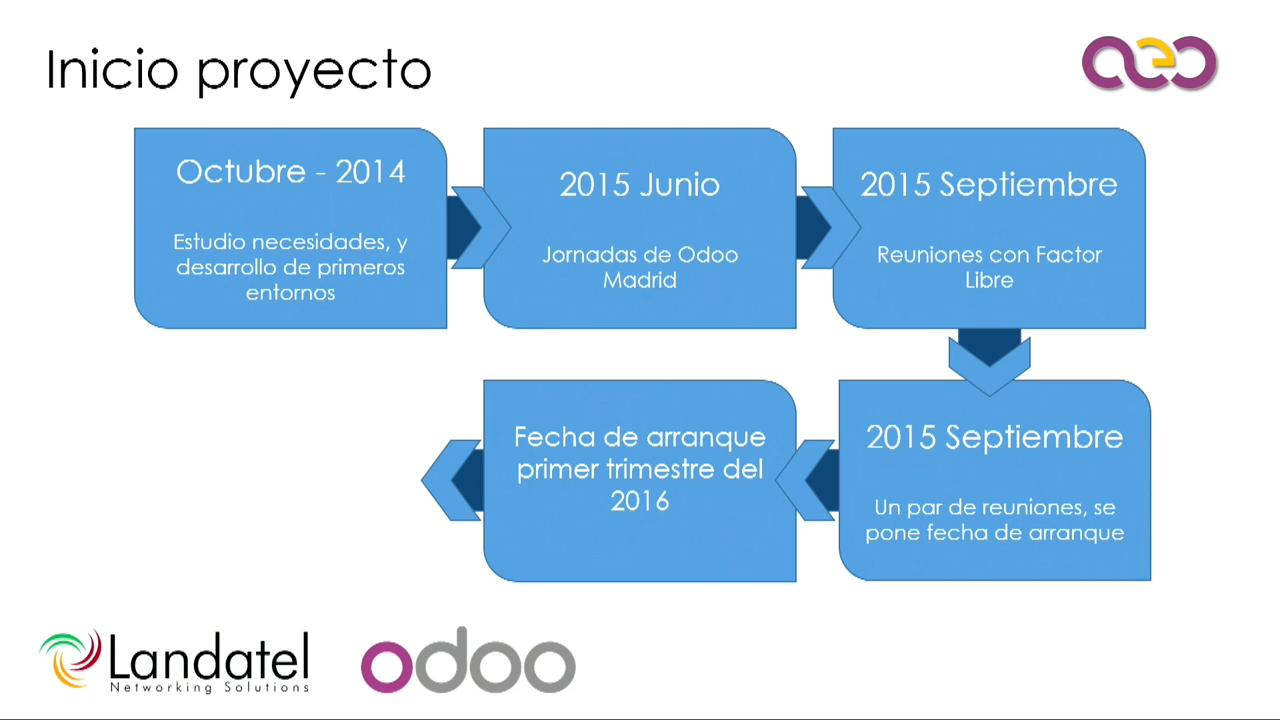 Inicio proyecto
aeo
Octubre - 2014
Estudio necesidades, y
desarrollo de primeros
entornos
2015 Junio
Jornadas de Odoo
Madrid
2015 Septiembre
Reuniones con Factor
Libre
2015 Septiembre
Un par de reuniones, se
pone fecha de arranque
Fecha de arranque
primer trimestre del
2016
Landatel
Networking Solutions
odoo